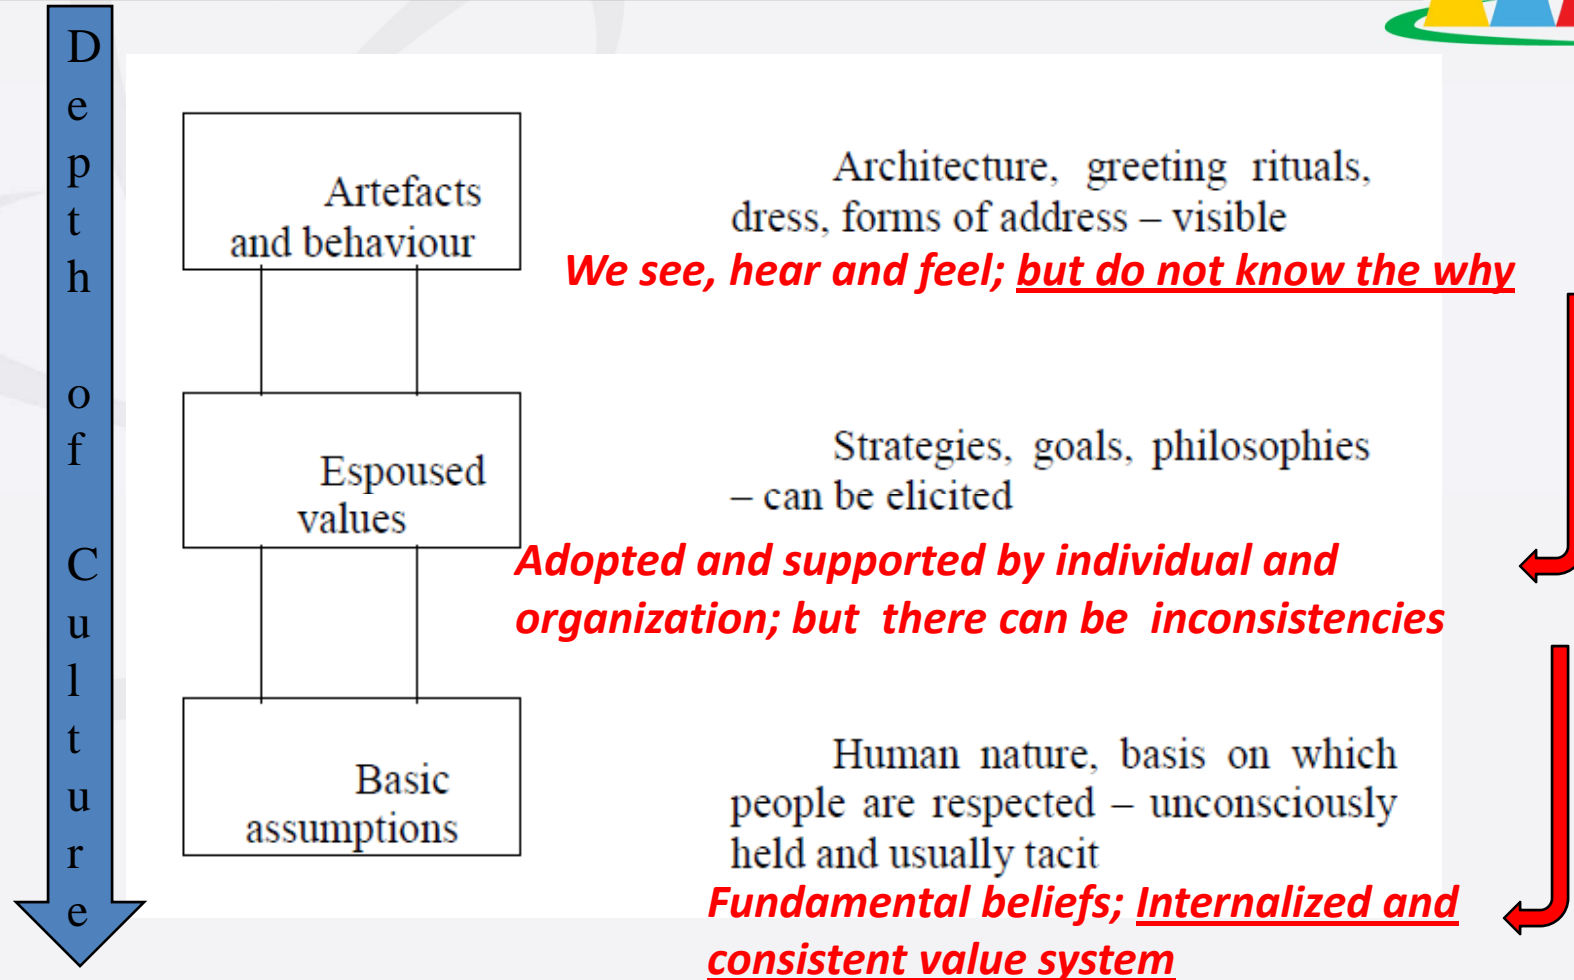 Depth of Culture
Artefacts
and behaviour
Architecture, greeting rituals,
dress, forms of address – visible
We see, hear and feel; but do not know the why
Espoused
values
Strategies, goals, philosophies
– can be elicited
Adopted and supported by individual and
organization; but there can be inconsistencies
Basic
assumptions
Human nature, basis on which
people are respected – unconsciously
held and usually tacit
Fundamental beliefs; Internalized and
consistent value system